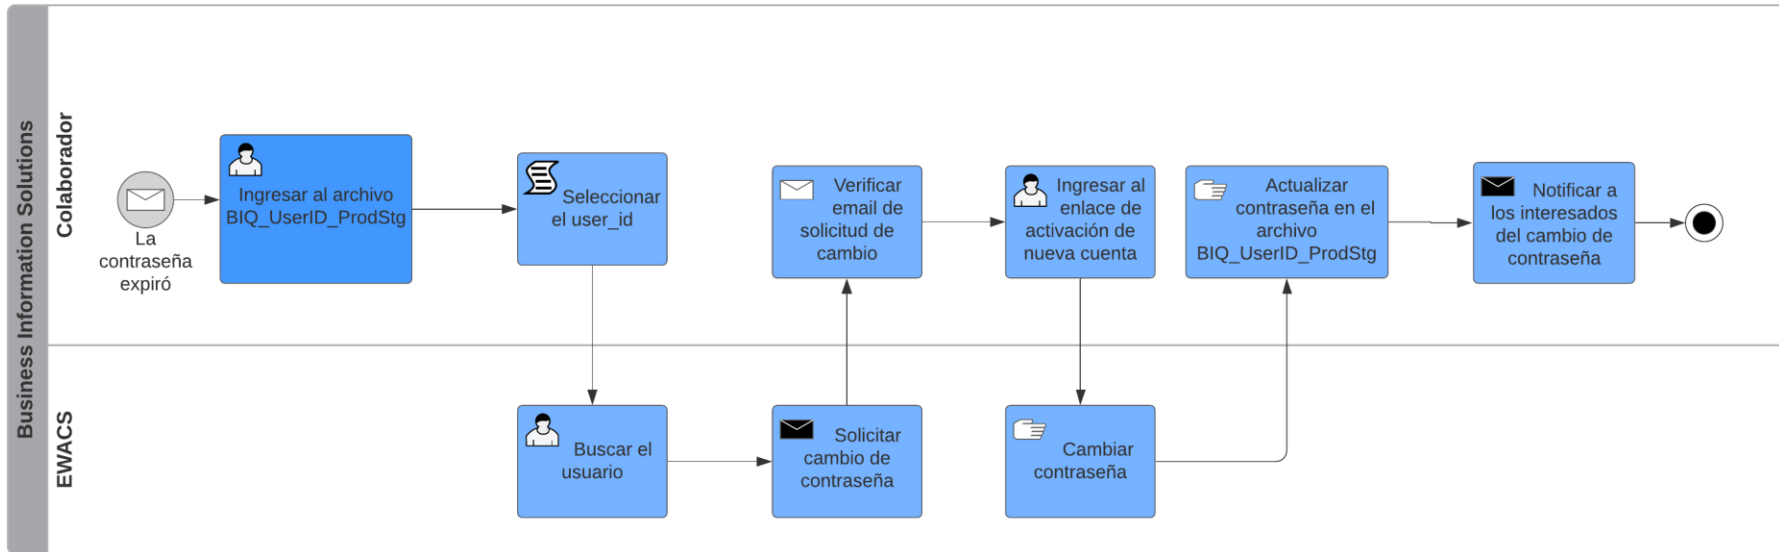 Business Information Solutions
Colaborador
La
contraseña
expiró
Ingresar al archivo
BIQ_UserID_ProdStg
Seleccionar
el user_id
Verificar
email de
solicitud de
cambio
Ingresar al
enlace de
activación de
nueva cuenta
Actualizar
contraseña en el
archivo
BIQ_UserID_ProdStg
Notificar a
los interesados
del cambio de
contraseña
EWACS
Buscar el
usuario
Solicitar
cambio de
contraseña
Cambiar
contraseña